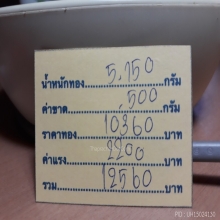 น้ำหนักทอง 5.150 กรัม
ค่าขาด .500 กรัม
ราคาทอง 10360 บาท
ค่าแรง 2200 บาท
รวม 12560 บาท